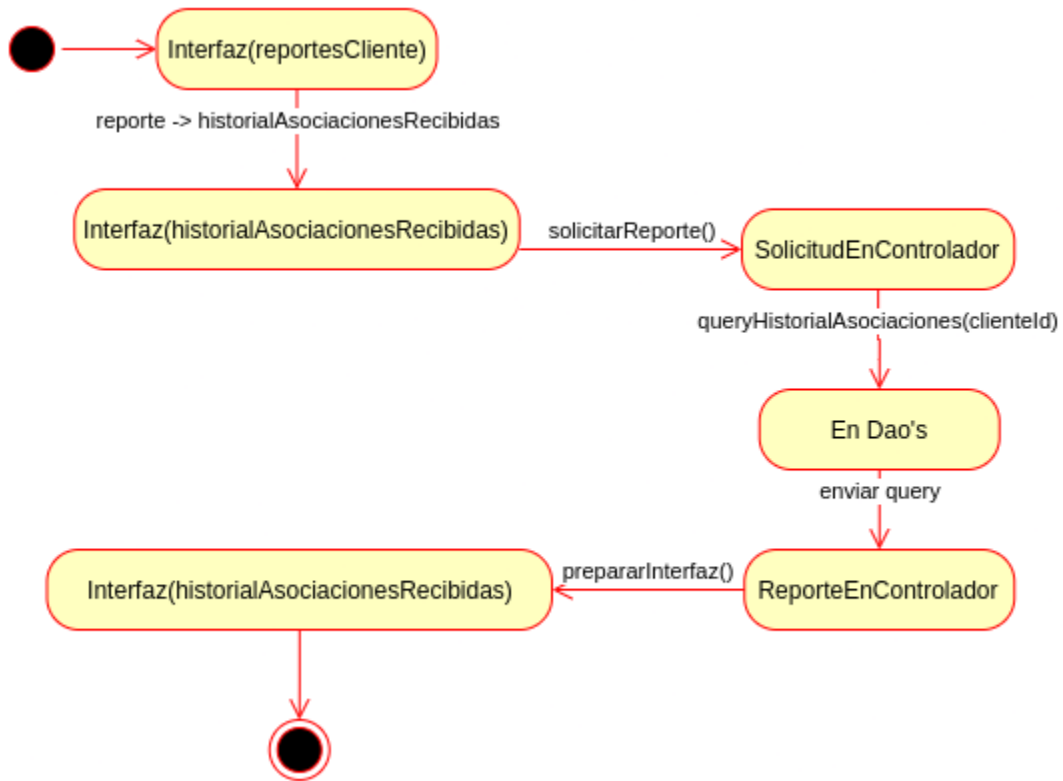 Interfaz(reportesCliente)
reporte -> historialAsociacionesRecibidas
Interfaz(historialAsociacionesRecibidas)
solicitarReporte()
SolicitudEnControlador
queryHistorialAsociaciones(clienteId)
En Dao's
enviar query
ReporteEnControlador
prepararInterfaz()
Interfaz(historialAsociacionesRecibidas)